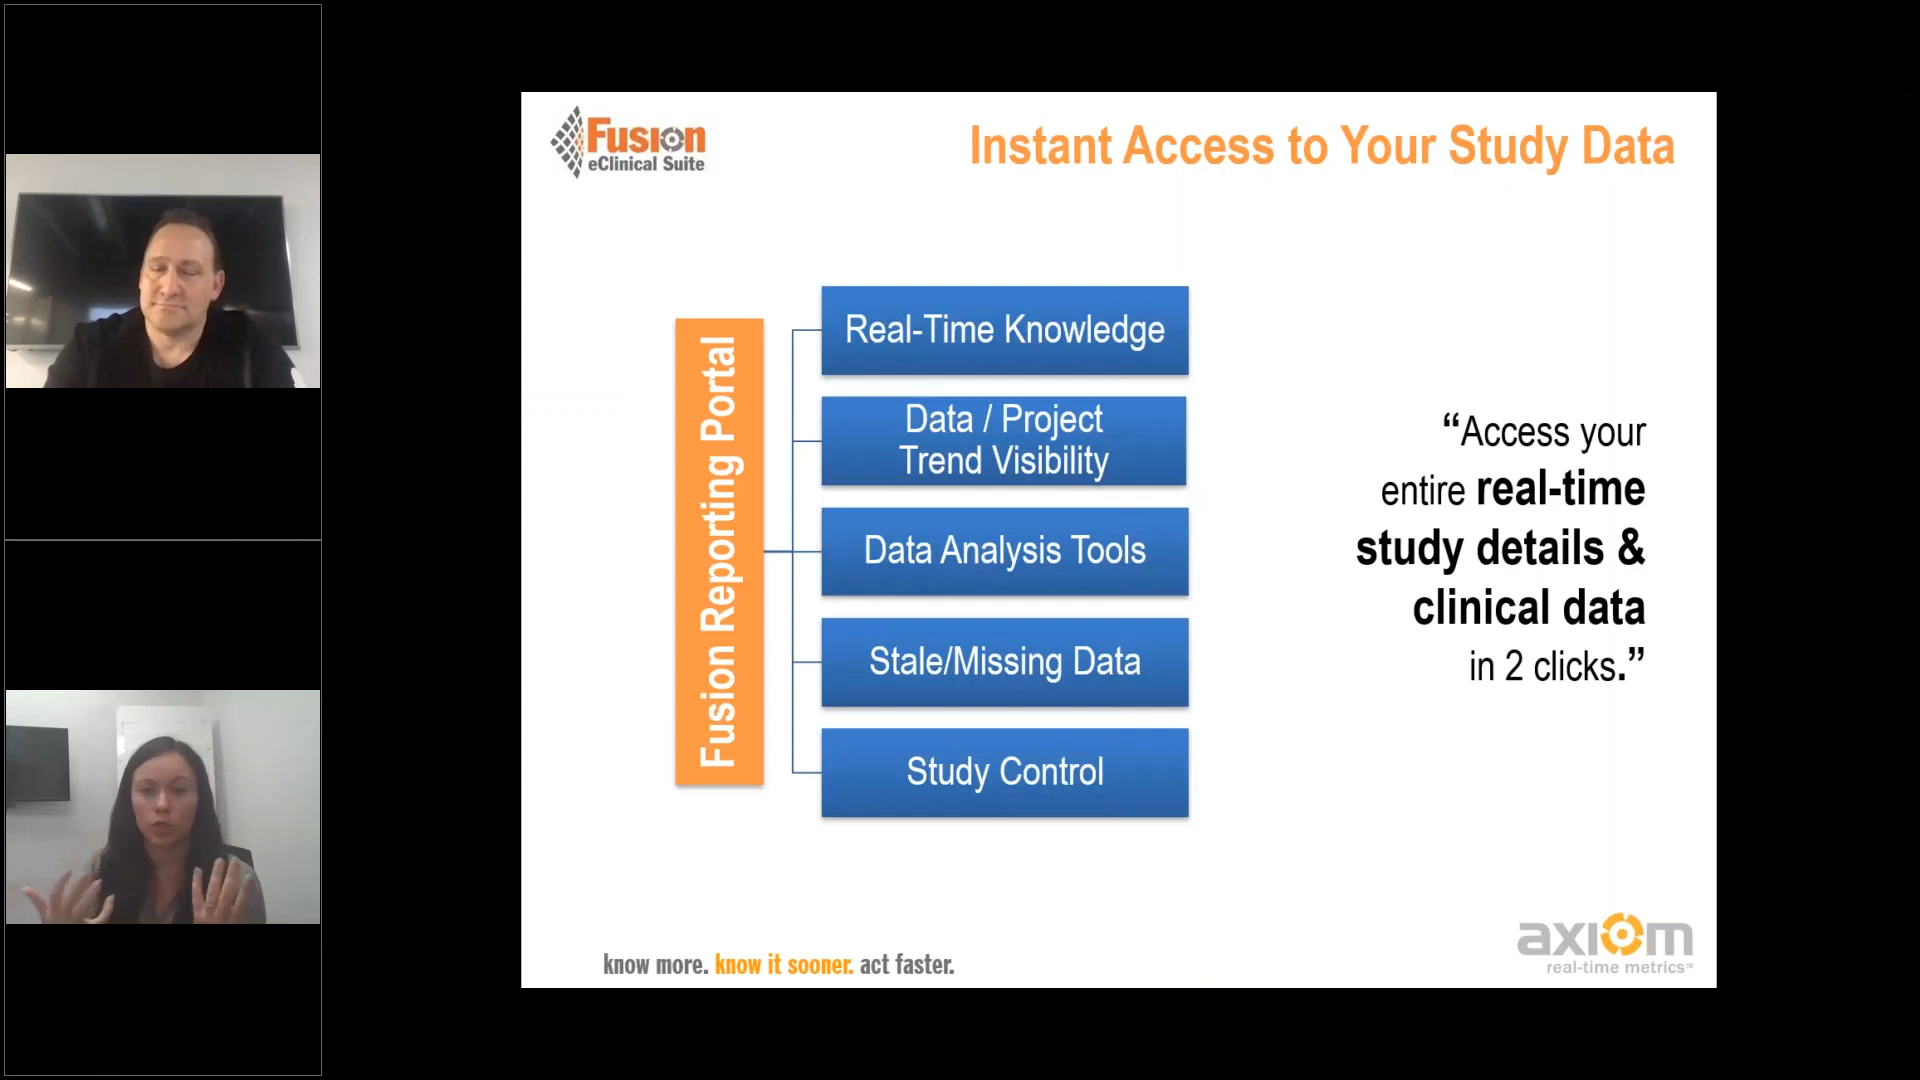 Fusion
eClinical Suite
Instant Access to Your Study Data
Fusion Reporting Portal
Real-Time Knowledge
Data / Project
Trend Visibility
Data Analysis Tools
Stale/Missing Data
Study Control
“Access your
entire real-time
study details &
clinical data
in 2 clicks.”
know more. know it sooner. act faster.
axiom
real-time metrics™